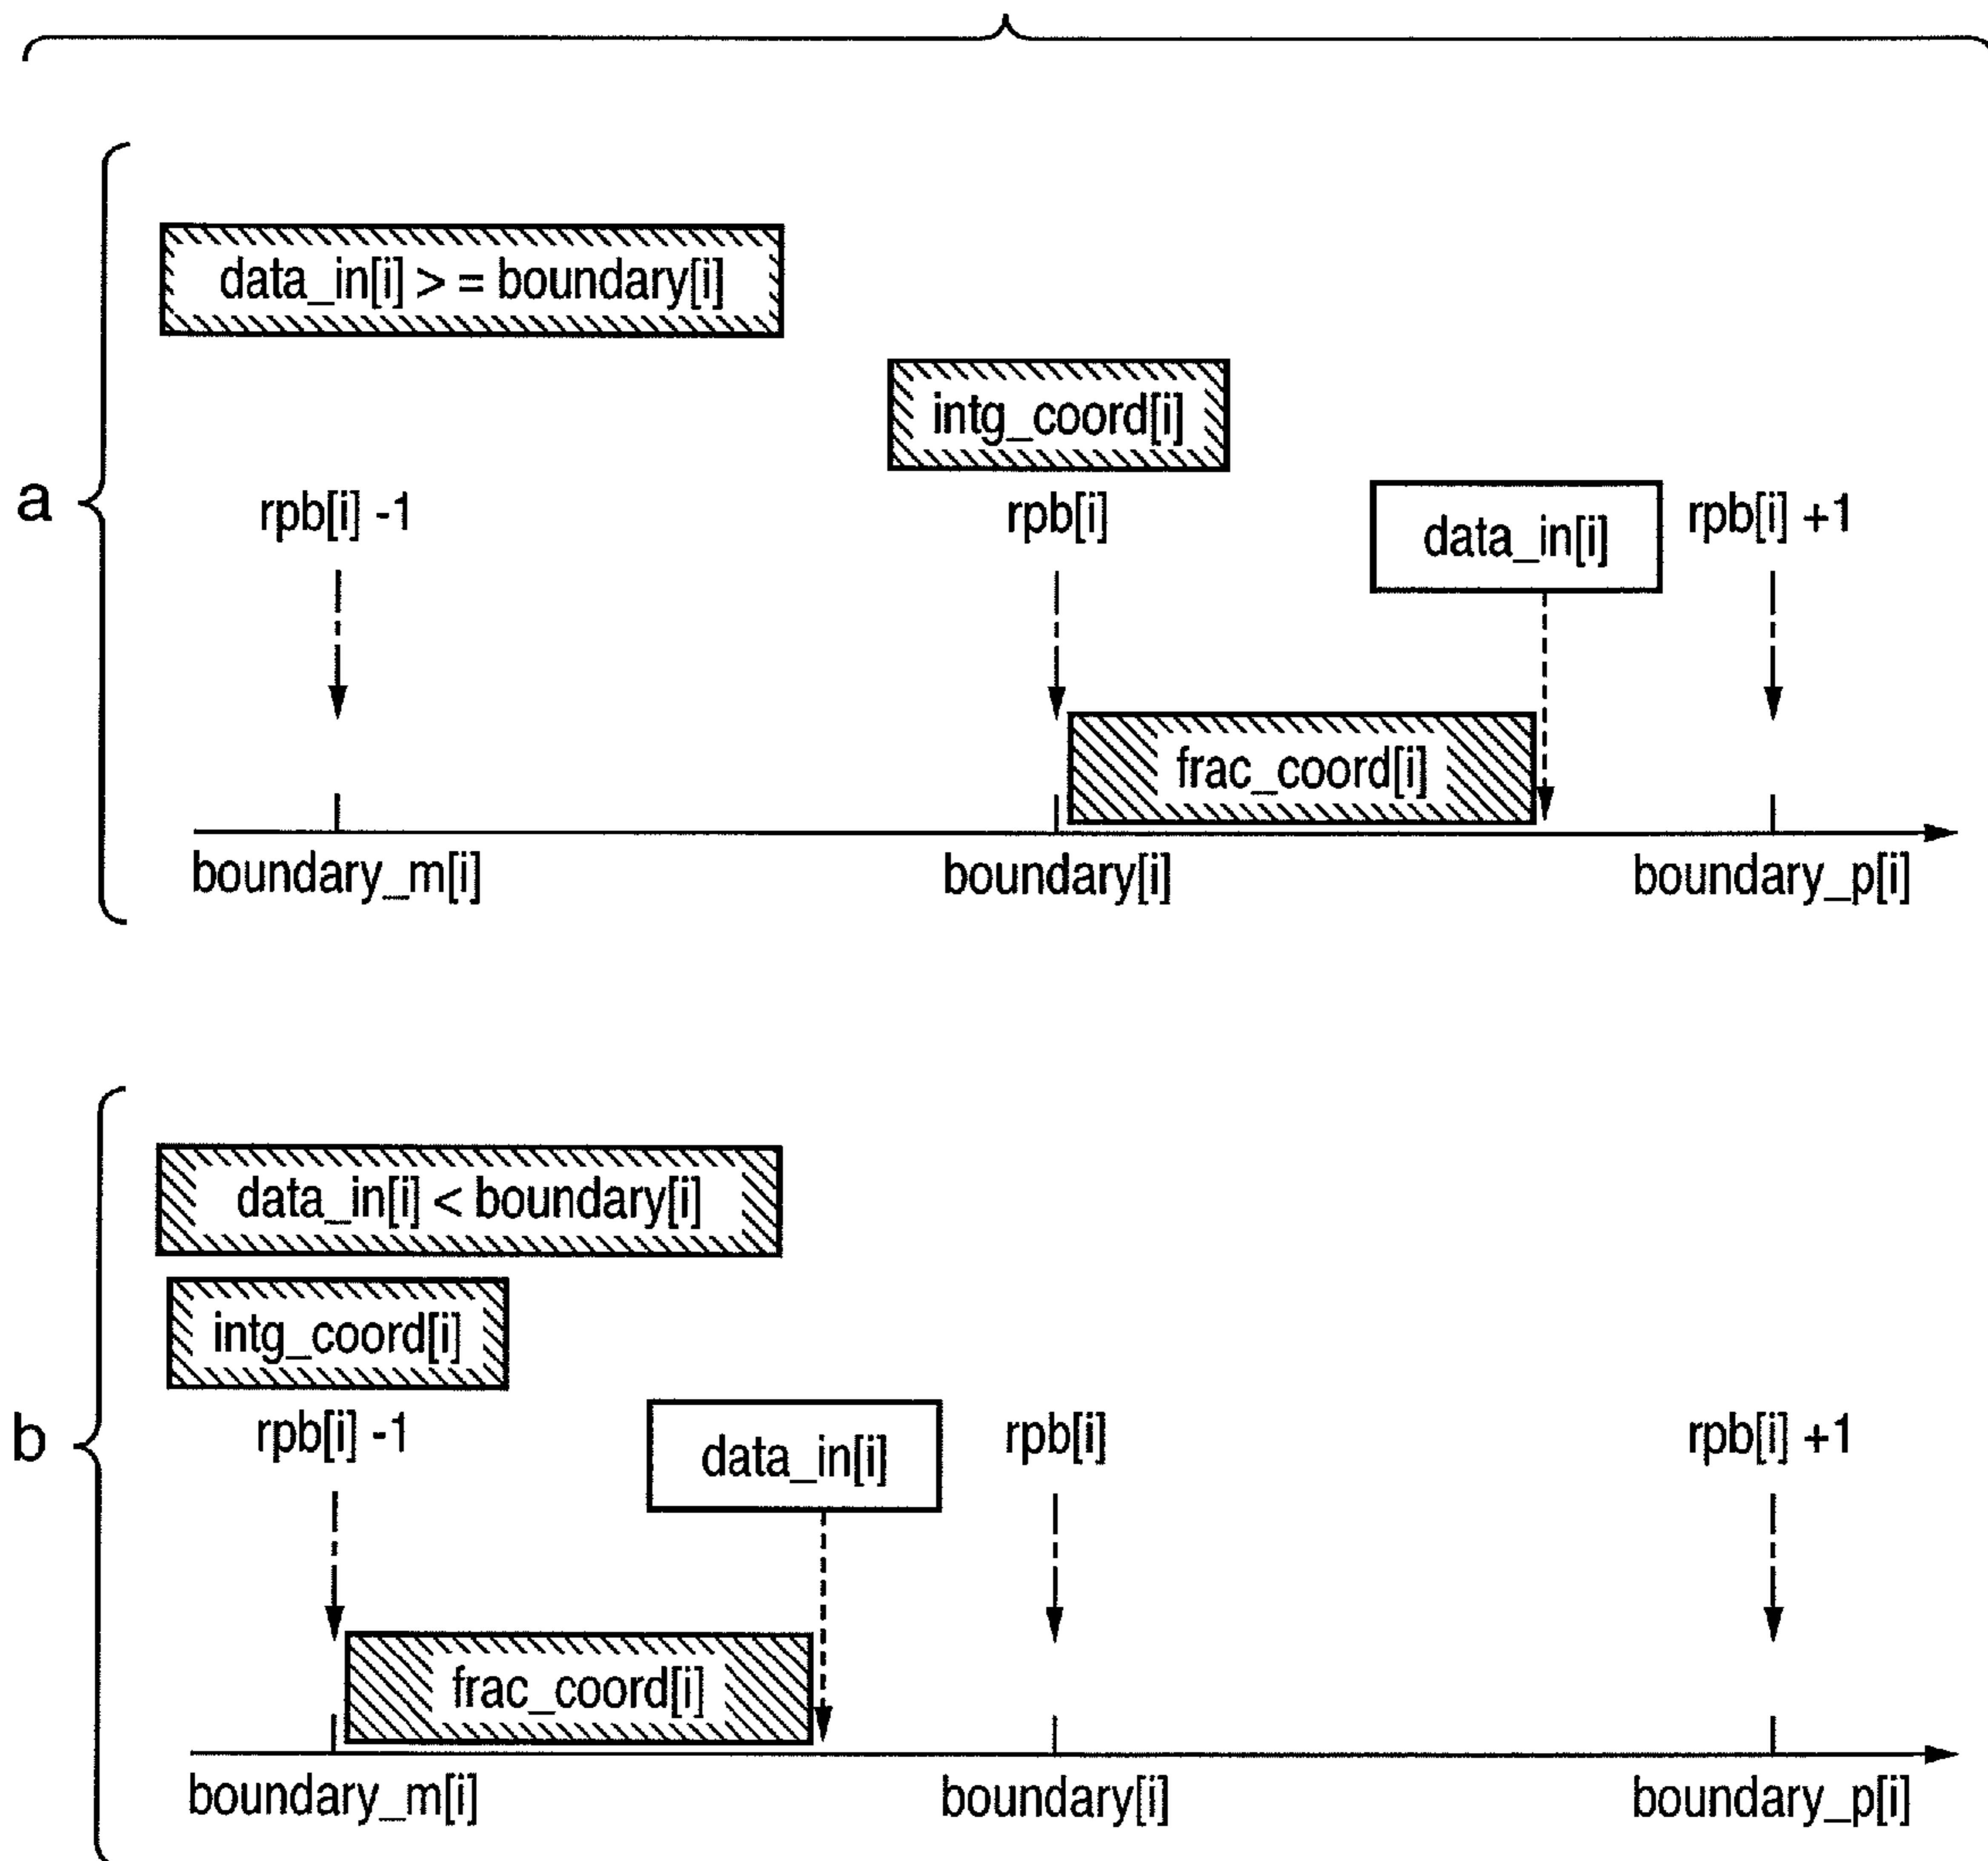 data_in[i] > = boundary[i]
intg_coord[i]
a
rpb[i] -1
rpb[i]
data_in[i]
rpb[i] +1
frac_coord[i]
boundary_m[i]
boundary[i]
boundary_p[i]
data_in[i] < boundary[i]
intg_coord[i]
b
rpb[i] -1
data_in[i]
rpb[i]
rpb[i] +1
frac_coord[i]
boundary_m[i]
boundary[i]
boundary_p[i]